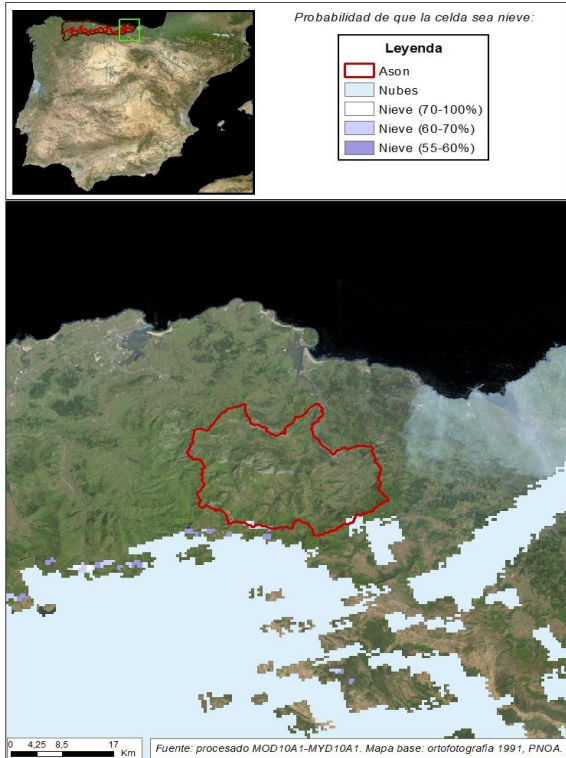 Probabilidad de que la celda sea nieve:
Leyenda
Ason
Nubes
Nieve (70-100%)
Nieve (60-70%)
Nieve (55-60%)
0 4,25 8,5 17
Km
Fuente: procesado MOD10A1-MYD10A1. Mapa base: ortofotografia 1991, PNOA.